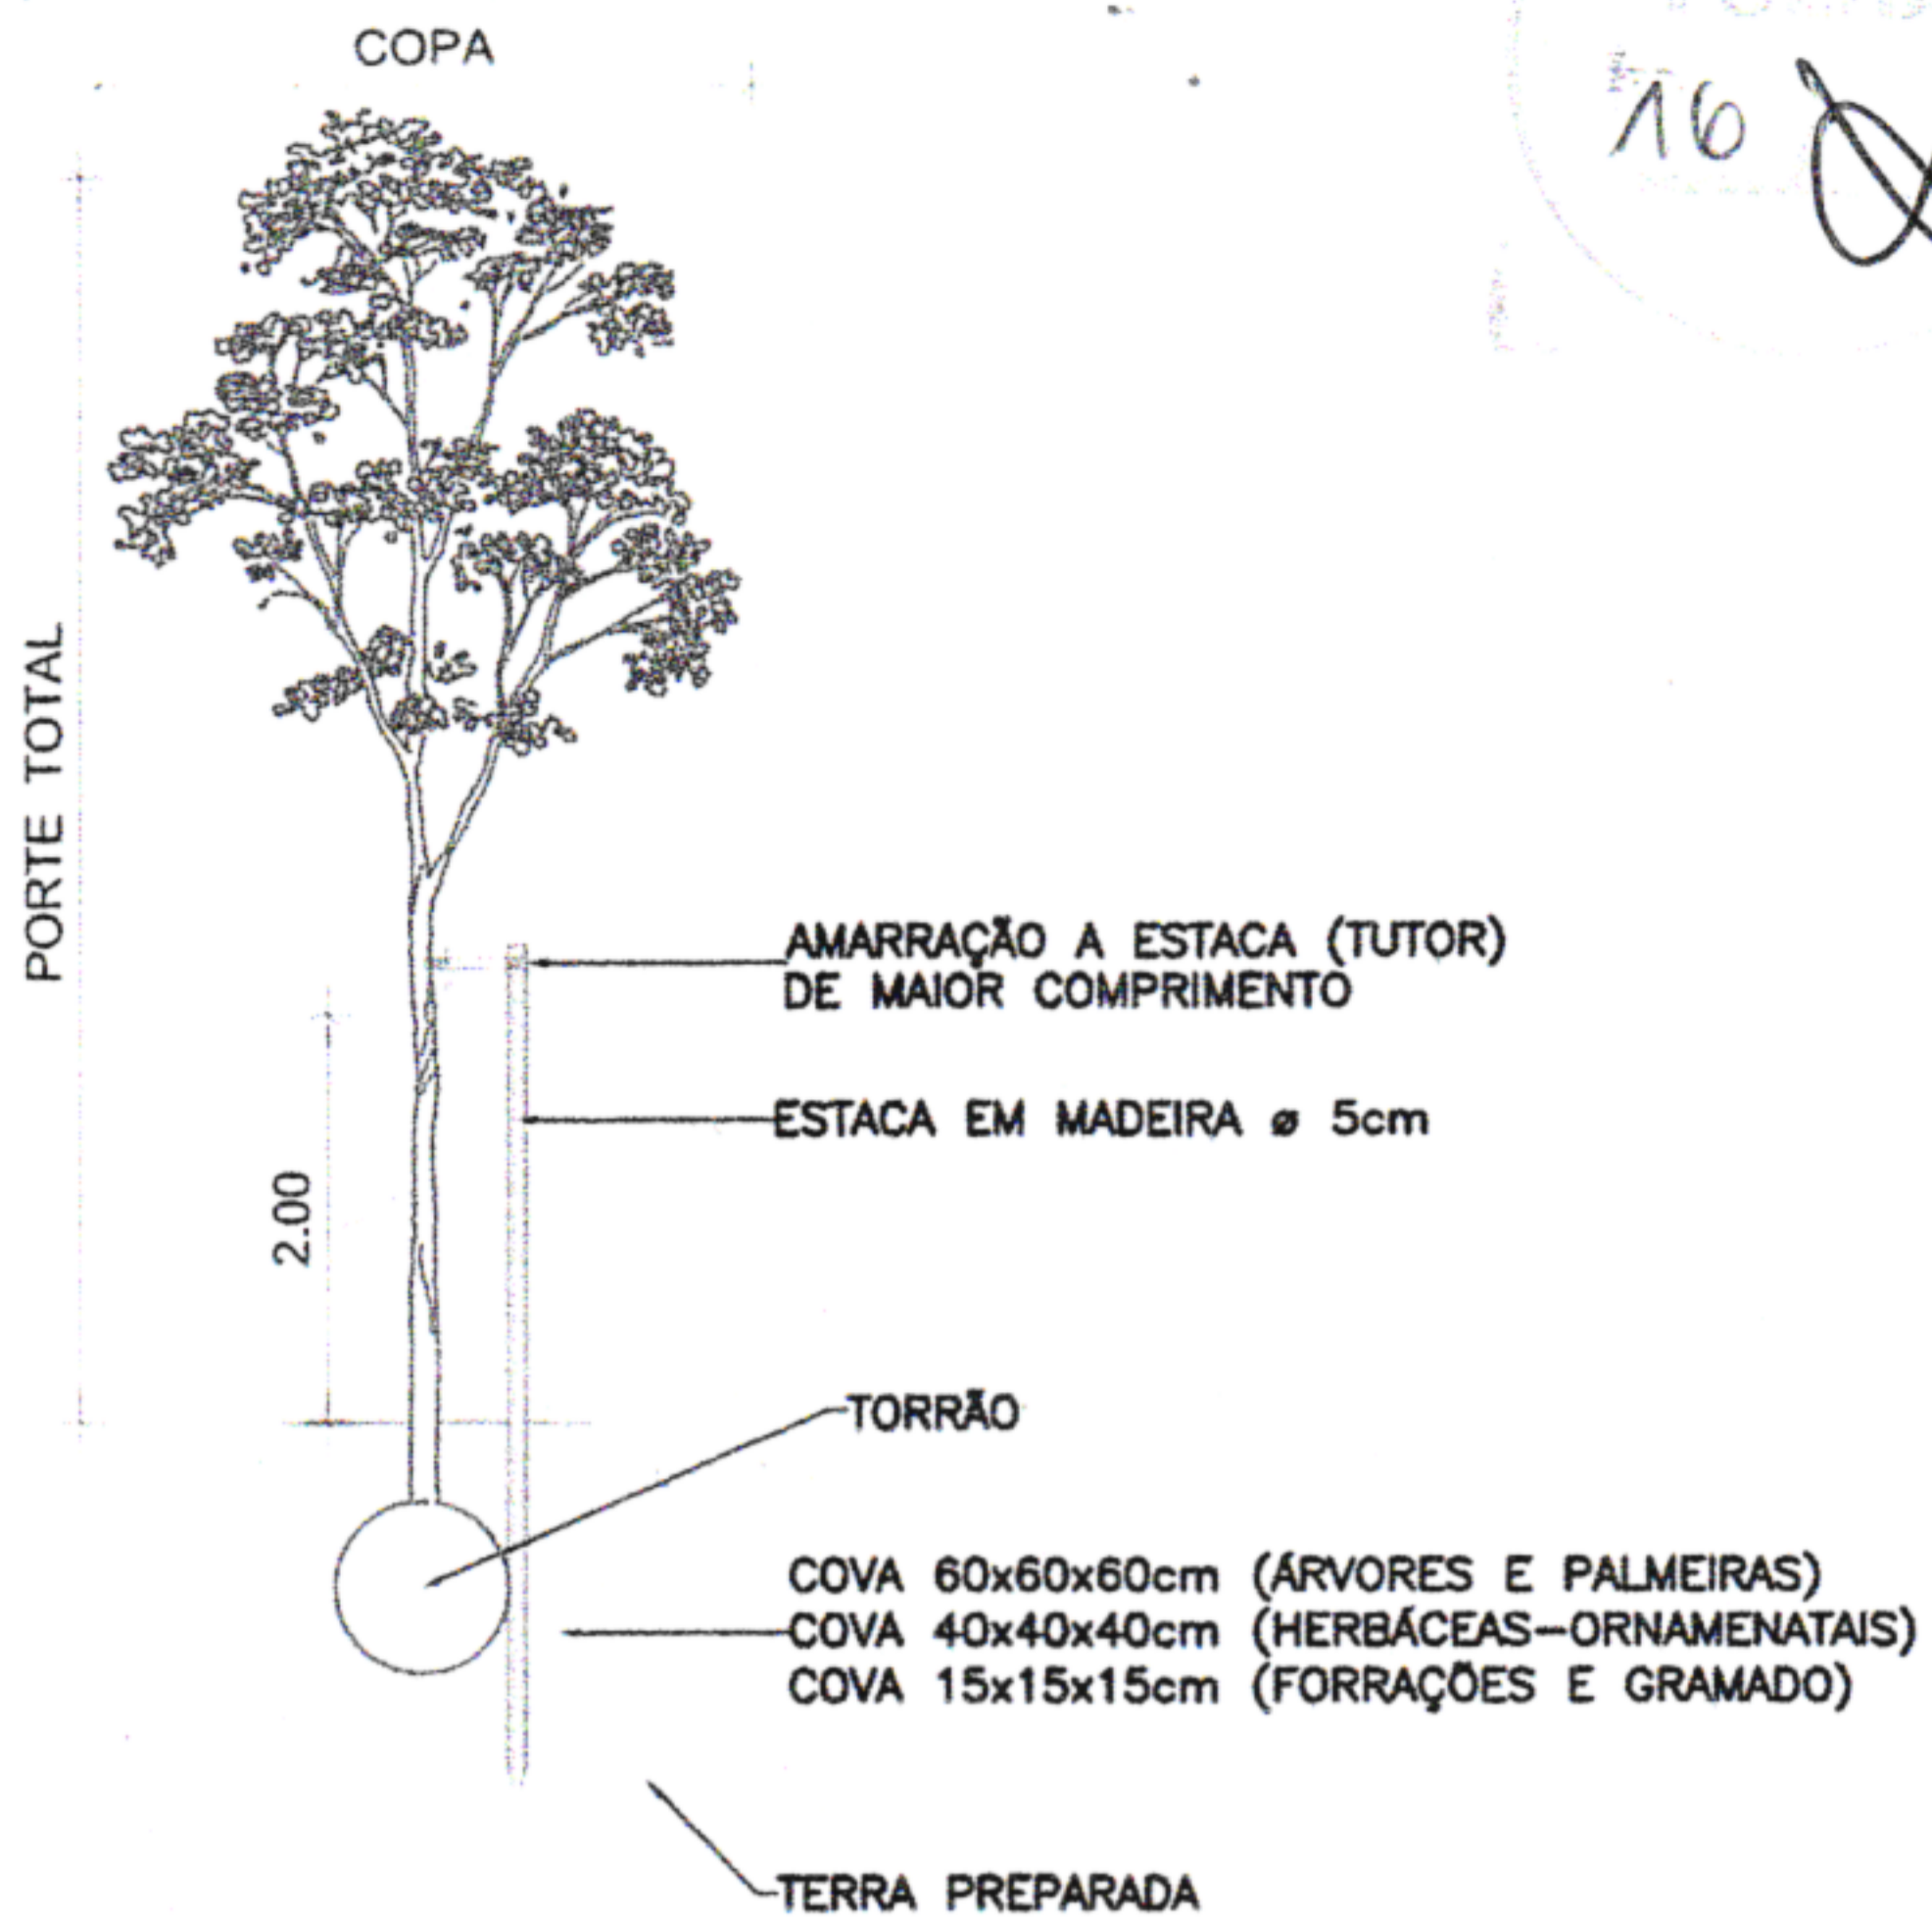 COPA
16
PORTE TOTAL
AMARRAÇÃO A ESTACA (TUTOR)
DE MAIOR COMPRIMENTO
ESTACA EM MADEIRA ø 5cm
2.00
TORRÃO
COVA 60x60x60cm (ÁRVORES E PALMEIRAS)
COVA 40x40x40cm (HERBÁCEAS-ORNAMENATAIS)
COVA 15x15x15cm (FORRAÇÕES E GRAMADO)
TERRA PREPARADA